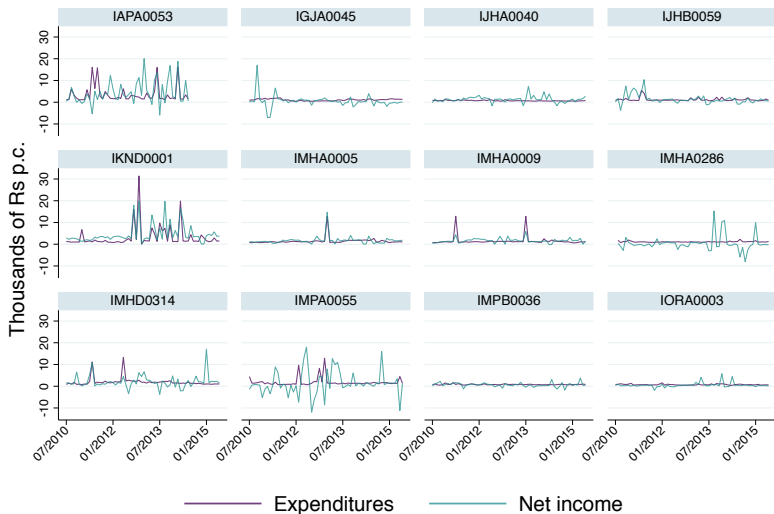 IAPA0053 IGJA0045 IJHA0040 IJHB0059
30
20
10
0
-10
IKND0001 IMHA0005 IMHA0009 IMHA0286
30
20
10
0
-10
IMHD0314 IMPA0055 IMPB0036 IORA0003
30
20
10
0
-10
Thousands of Rs p.c.
07/2010 01/2012 07/2013 01/2015 07/2010 01/2012 07/2013 01/2015 07/2010 01/2012 07/2013 01/2015 07/2010 01/2012 07/2013 01/2015
Expenditures Net income